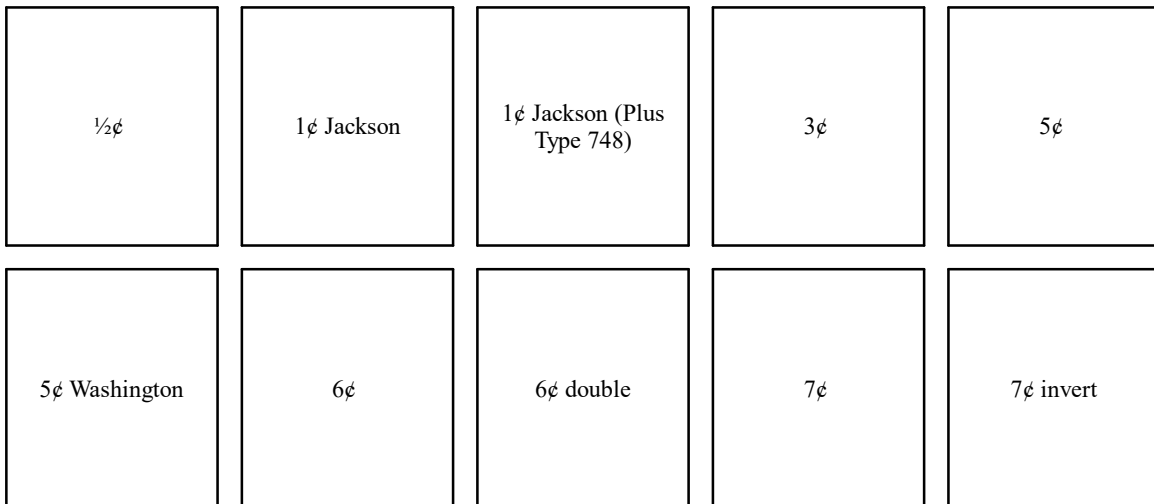 ½¢
1¢ Jackson
1¢ Jackson (Plus
Type 748)
3¢
5¢
5¢ Washington
6¢
6¢ double
7¢
7¢ invert